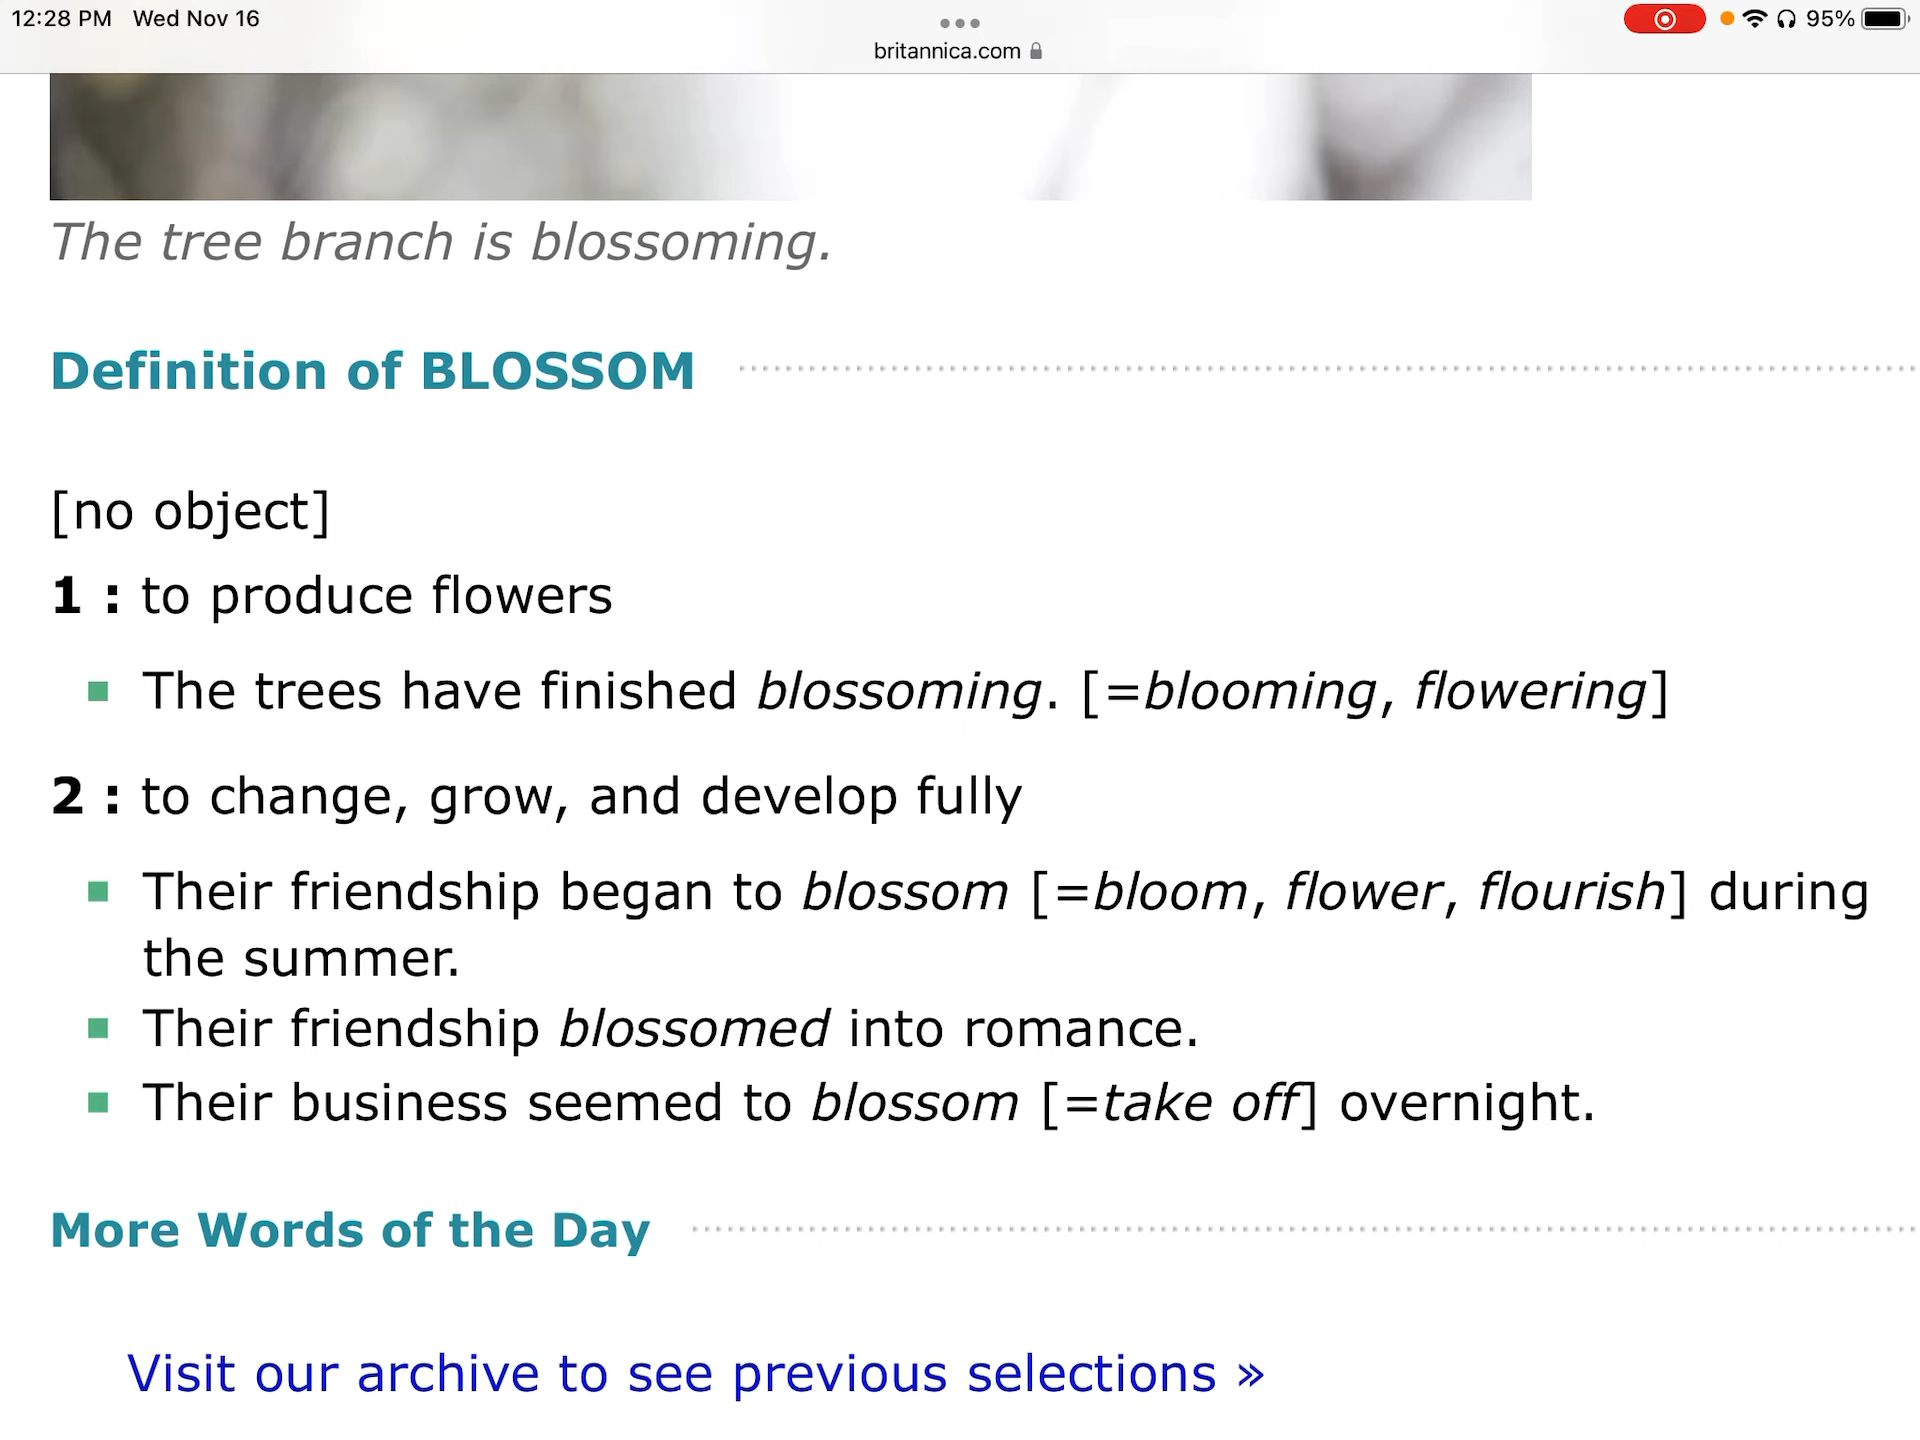 12:28 PM Wed Nov 16
95%
britannica.com
The tree branch is blossoming.
Definition of BLOSSOM
[no object]
1 : to produce flowers
The trees have finished blossoming. [=blooming, flowering]
2 : to change, grow, and develop fully
Their friendship began to blossom [=bloom, flower, flourish] during
the summer.
Their friendship blossomed into romance.
Their business seemed to blossom [=take off] overnight.
More Words of the Day
Visit our archive to see previous selections »